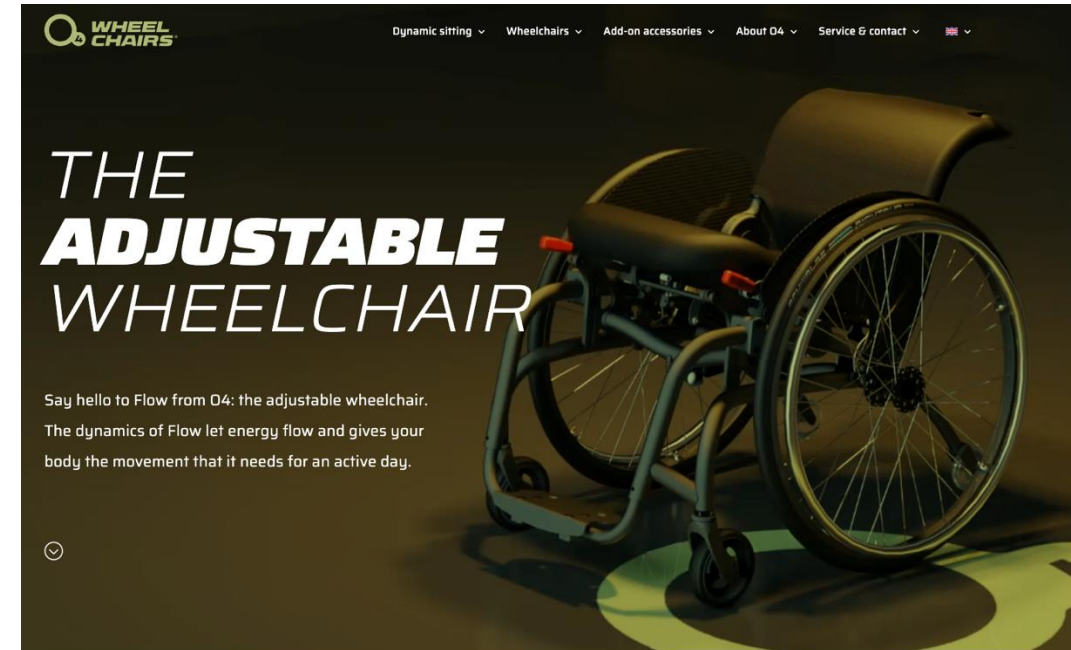 O4 WHEEL
CHAIRS
Dynamic sitting Wheelchairs Add-on accessories About O4 Service & contact
THE
ADJUSTABLE
WHEELCHAIR
Say hello to Flow from O4: the adjustable wheelchair.
The dynamics of Flow let energy flow and gives your
body the movement that it needs for an active day.